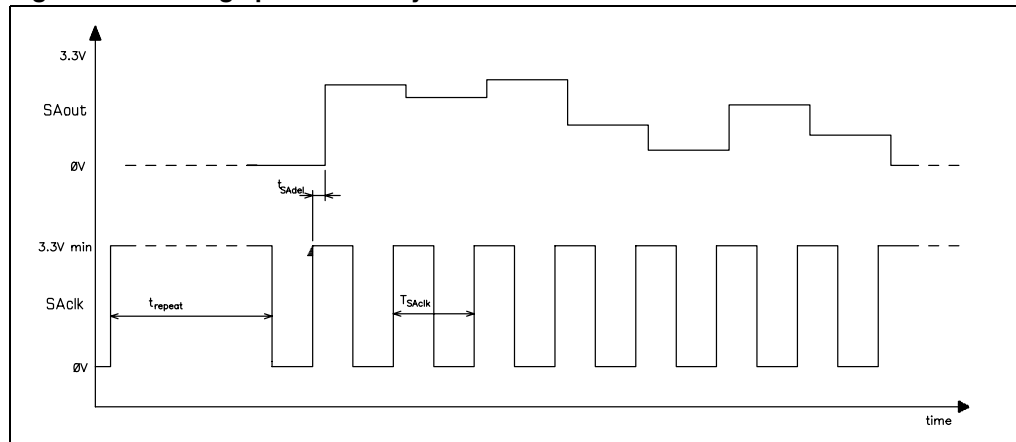 3.3V
SAout
ØV
tSAdel
3.3V min
SAclk
trepeat
TSAclk
ØV
time